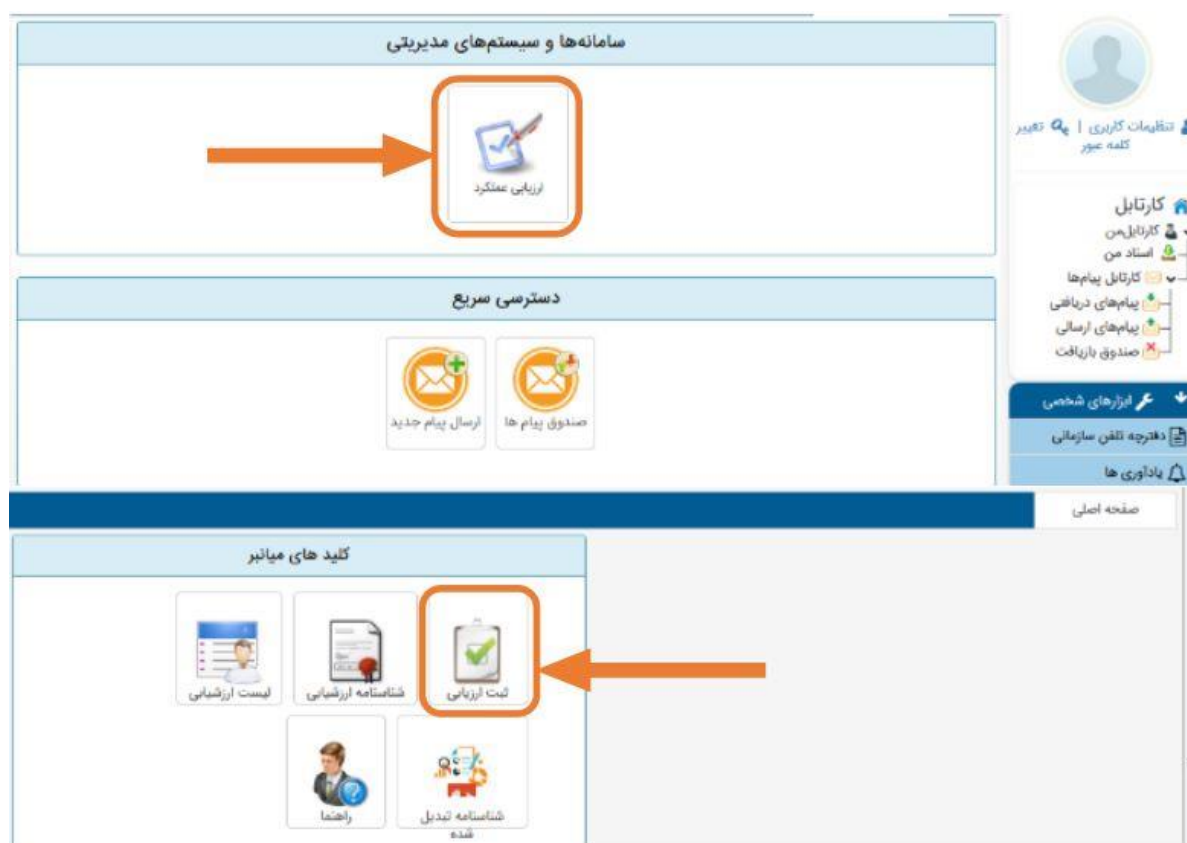 سامانه‌ها و سیستم‌های مدیریتی
ارزیابی عملکرد
تنظیمات کاربری | تغییر
کلمه عبور
کارتابل
کارتابل‌من
اسناد من
کارتابل پیام‌ها
پیام‌های دریافتی
پیام‌های ارسالی
صندوق بازیافت
ابزارهای شخصی
دفترچه تلفن سازمانی
یادآوری ها
دسترسی سریع
صندوق پیام ها
ارسال پیام جدید
صفحه اصلی
کلید های میانبر
ثبت ارزیابی
شناسنامه ارزشیابی
لیست ارزشیابی
شناسنامه تبدیل
شده
راهنما